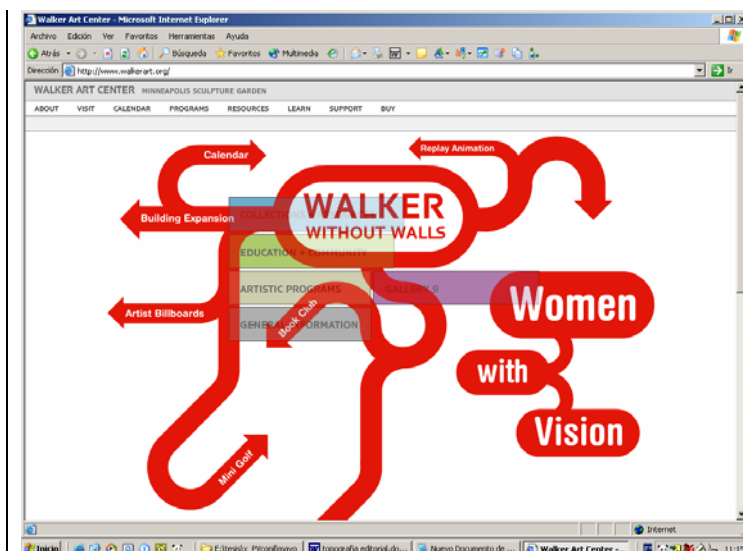 Walker Art Center - Microsoft Internet Explorer
Archivo Edición Ver Favoritos Herramientas Ayuda
Atrás Búsqueda Favoritos Multimedia
Dirección http://www.walkerart.org/ Ir
WALKER ART CENTER MINNEAPOLIS SCULPTURE GARDEN
ABOUT VISIT CALENDAR PROGRAMS RESOURCES LEARN SUPPORT BUY
Calendar
Replay Animation
Building Expansion
COLLECTIONS
WALKER
WITHOUT WALLS
EDUCATION + COMMUNITY
ARTISTIC PROGRAMS
GALLERY 9
Artist Billboards
GENERAL INFORMATION
Book Club
Women
with
Vision
Mini Golf
Internet
Inicio E:\tesis\x_PYconfimayo topografia editorial.do... Nuevo Documento de ... Walker Art Center -